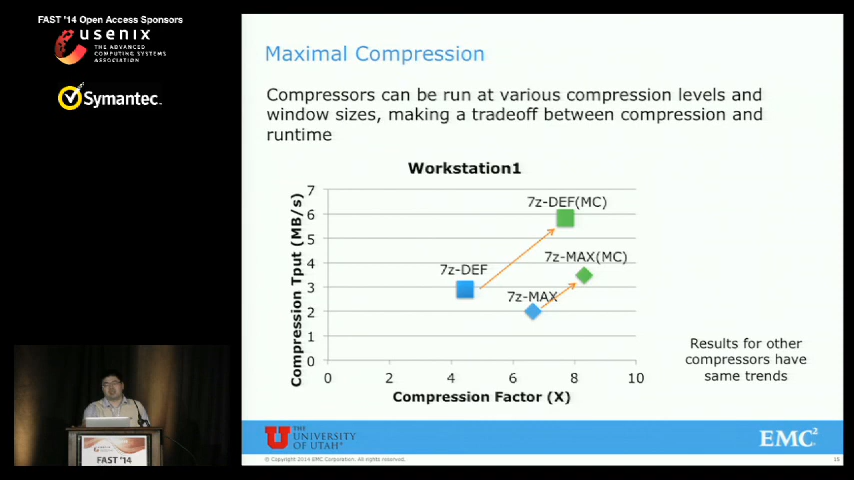 FAST '14 Open Access Sponsors
usenix
THE ADVANCED
COMPUTING SYSTEMS
ASSOCIATION
Symantec.
Maximal Compression
Compressors can be run at various compression levels and
window sizes, making a tradeoff between compression and
runtime
Workstation1
Compression Tput (MB/s)
7
6
5
4
3
2
1
0
7z-DEF(MC)
7z-MAX(MC)
7z-DEF
7z-MAX
0 2 4 6 8 10
Compression Factor (X)
Results for other
compressors have
same trends
U THE
UNIVERSITY
OF UTAH
EMC²
© Copyright 2014 EMC Corporation. All rights reserved.
15
FAST '14